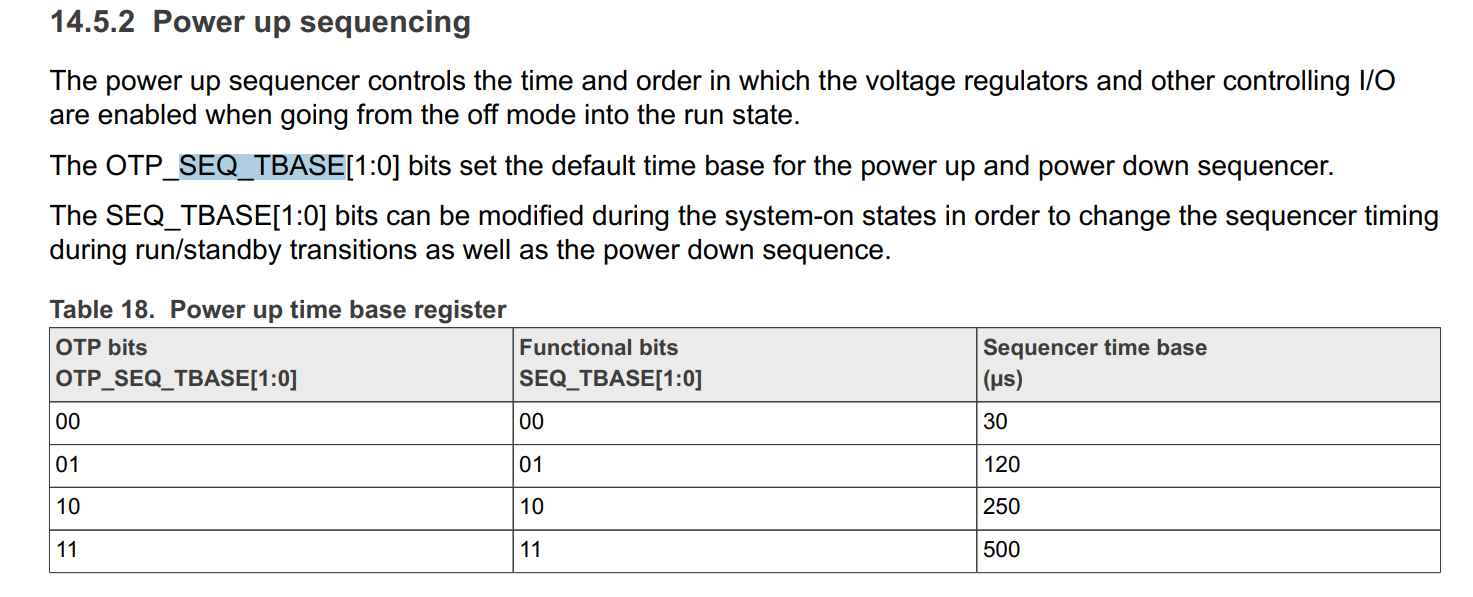 14.5.2 Power up sequencing
The power up sequencer controls the time and order in which the voltage regulators and other controlling I/O
are enabled when going from the off mode into the run state.
The OTP_SEQ_TBASE[1:0] bits set the default time base for the power up and power down sequencer.
The SEQ_TBASE[1:0] bits can be modified during the system-on states in order to change the sequencer timing
during run/standby transitions as well as the power down sequence.
Table 18. Power up time base register
OTP bits Functional bits Sequencer time base
OTP_SEQ_TBASE[1:0] SEQ_TBASE[1:0] (µs)
00 00 30
01 01 120
10 10 250
11 11 500